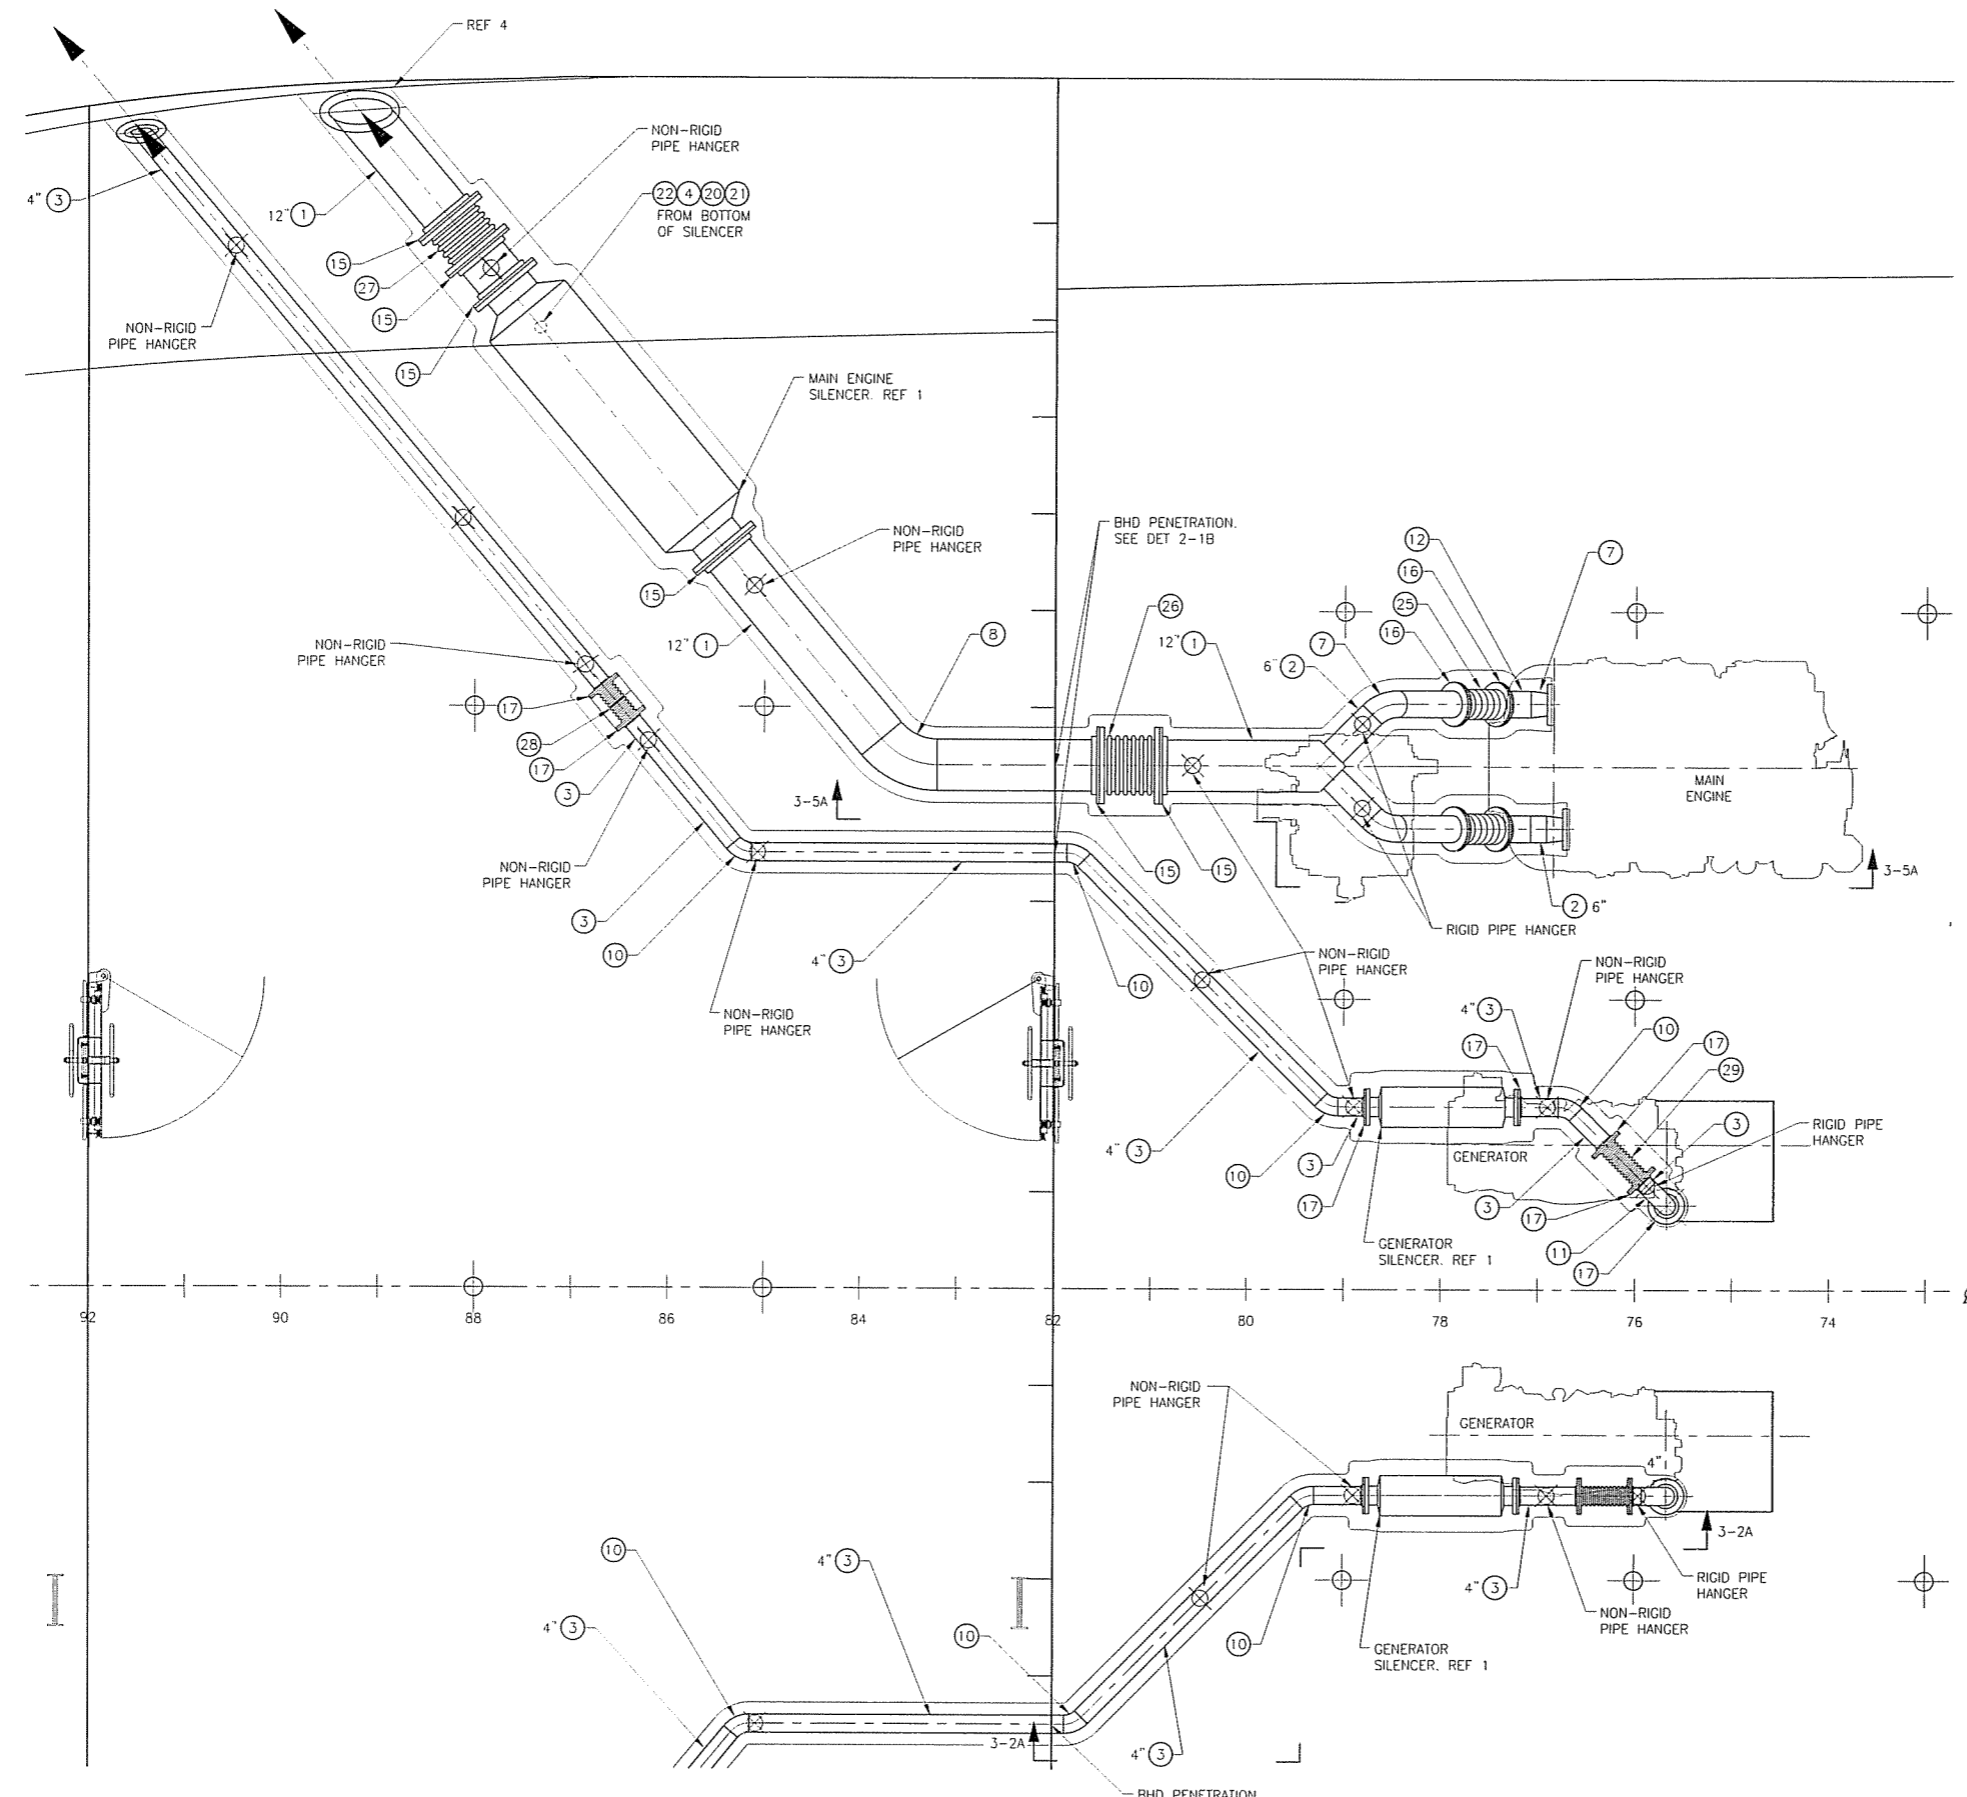 REF 4
NON-RIGID
PIPE HANGER
4" 3
12" 1
22 4 20 21
FROM BOTTOM
OF SILENCER
15
27
15
NON-RIGID
PIPE HANGER
15
MAIN ENGINE
SILENCER. REF 1
BHD PENETRATION.
SEE DET 2-1B
NON-RIGID
PIPE HANGER
12
7
16
25
16
15
26
8
12" 1
12" 1
7
6" 2
NON-RIGID
PIPE HANGER
17
28
17
3
3-5A
MAIN
ENGINE
NON-RIGID
PIPE HANGER
15
15
3-5A
2 6"
3
RIGID PIPE HANGER
10
4" 3
10
NON-RIGID
PIPE HANGER
NON-RIGID
PIPE HANGER
NON-RIGID
PIPE HANGER
4" 3
10
17
17
29
4" 3
10
3
17
GENERATOR
3
RIGID PIPE
HANGER
3
17
11
17
GENERATOR
SILENCER. REF 1
92
90
88
86
84
82
80
78
76
74
NON-RIGID
PIPE HANGER
GENERATOR
4"
3-2A
10
4" 3
4" 3
RIGID PIPE
HANGER
NON-RIGID
PIPE HANGER
4" 3
10
10
GENERATOR
SILENCER. REF 1
3-2A
4" 3
BHD PENETRATION